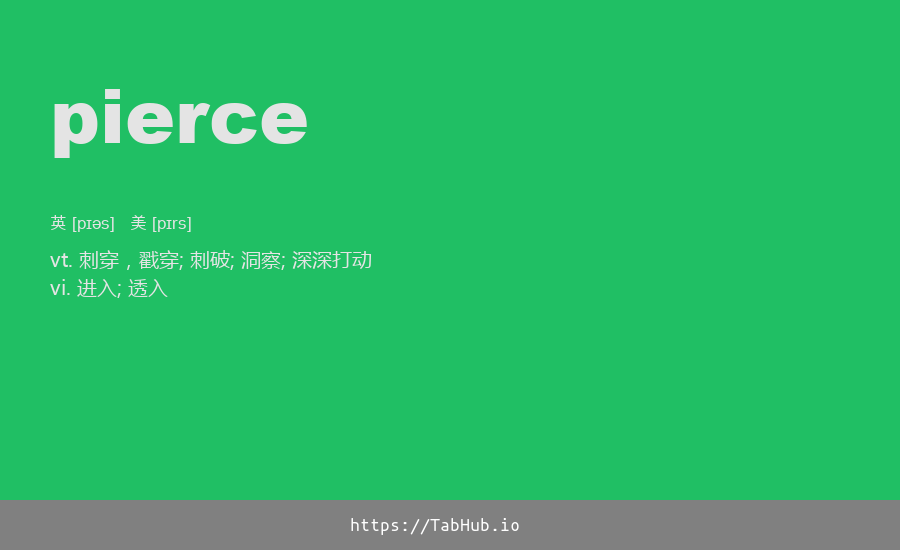 pierce
英 [pɪəs] 美 [pɪrs]
vt. 刺穿，戳穿; 刺破; 洞察; 深深打动
vi. 进入; 透入
https://TabHub.io